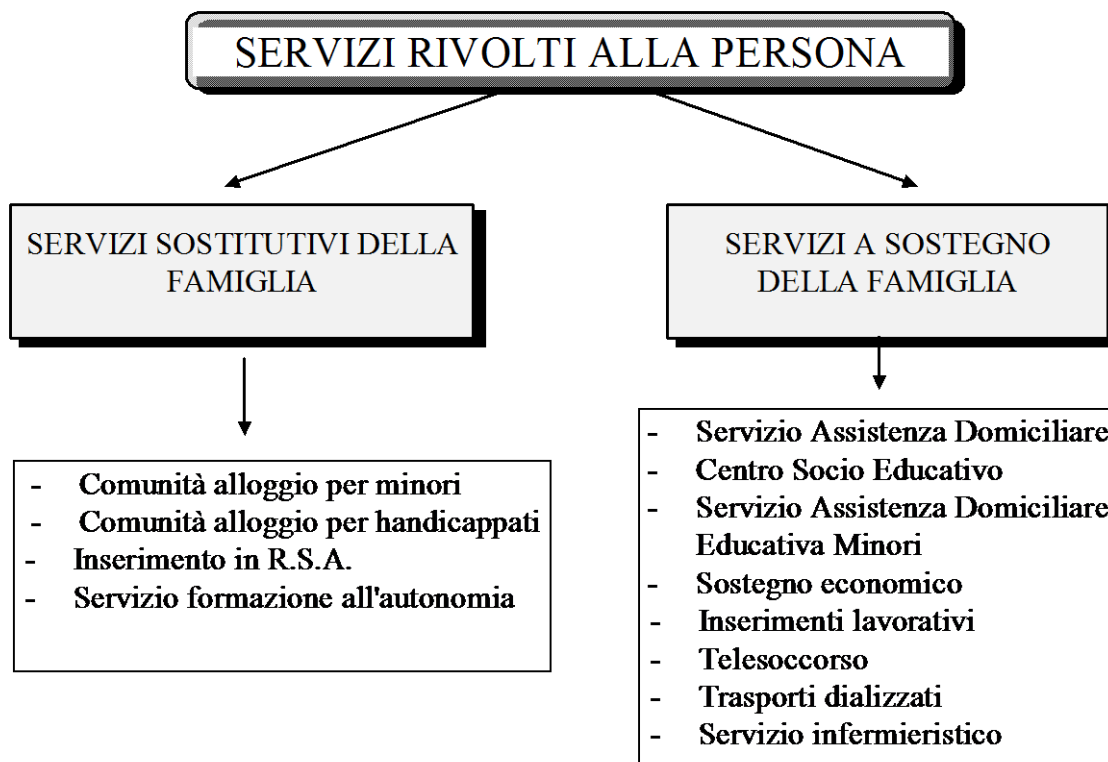 SERVIZI RIVOLTI ALLA PERSONA
SERVIZI SOSTITUTIVI DELLA
FAMIGLIA
SERVIZI A SOSTEGNO
DELLA FAMIGLIA
- Comunità alloggio per minori
- Comunità alloggio per handicappati
- Inserimento in R.S.A.
- Servizio formazione all'autonomia
- Servizio Assistenza Domiciliare
- Centro Socio Educativo
- Servizio Assistenza Domiciliare
Educativa Minori
- Sostegno economico
- Inserimenti lavorativi
- Telesoccorso
- Trasporti dializzati
- Servizio infermieristico